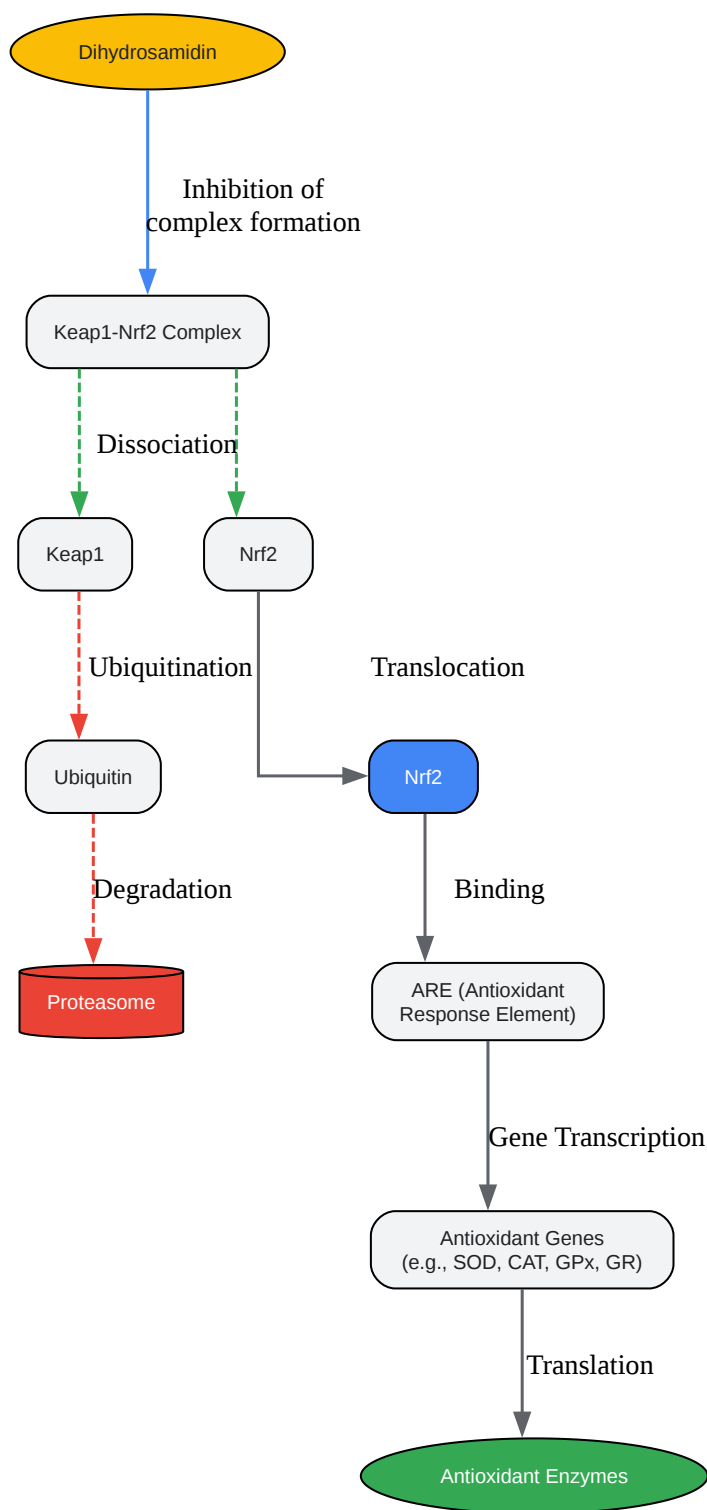 Dihydrosamidin
Inhibition of
complex formation
Keap1-Nrf2 Complex
Dissociation
Keap1
Nrf2
Ubiquitination
Translocation
Ubiquitin
Nrf2
Degradation
Binding
Proteasome
ARE (Antioxidant
Response Element)
Gene Transcription
Antioxidant Genes
(e.g., SOD, CAT, GPx, GR)
Translation
Antioxidant Enzymes